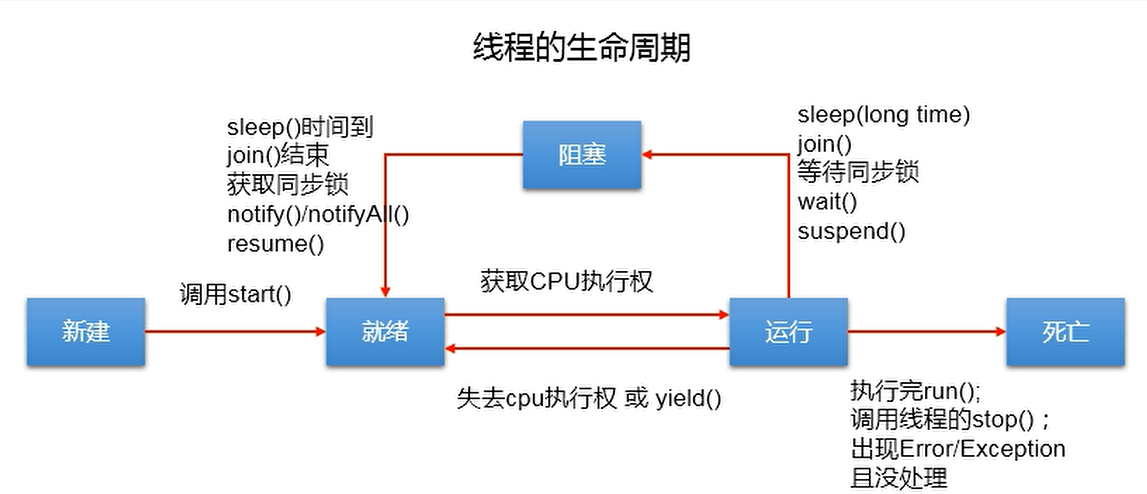 线程的生命周期
sleep()时间到
join()结束
获取同步锁
notify()/notifyAll()
resume()
阻塞
sleep(long time)
join()
等待同步锁
wait()
suspend()
新建
调用start()
就绪
获取CPU执行权
失去cpu执行权 或 yield()
运行
死亡
执行完run();
调用线程的stop()；
出现Error/Exception
且没处理